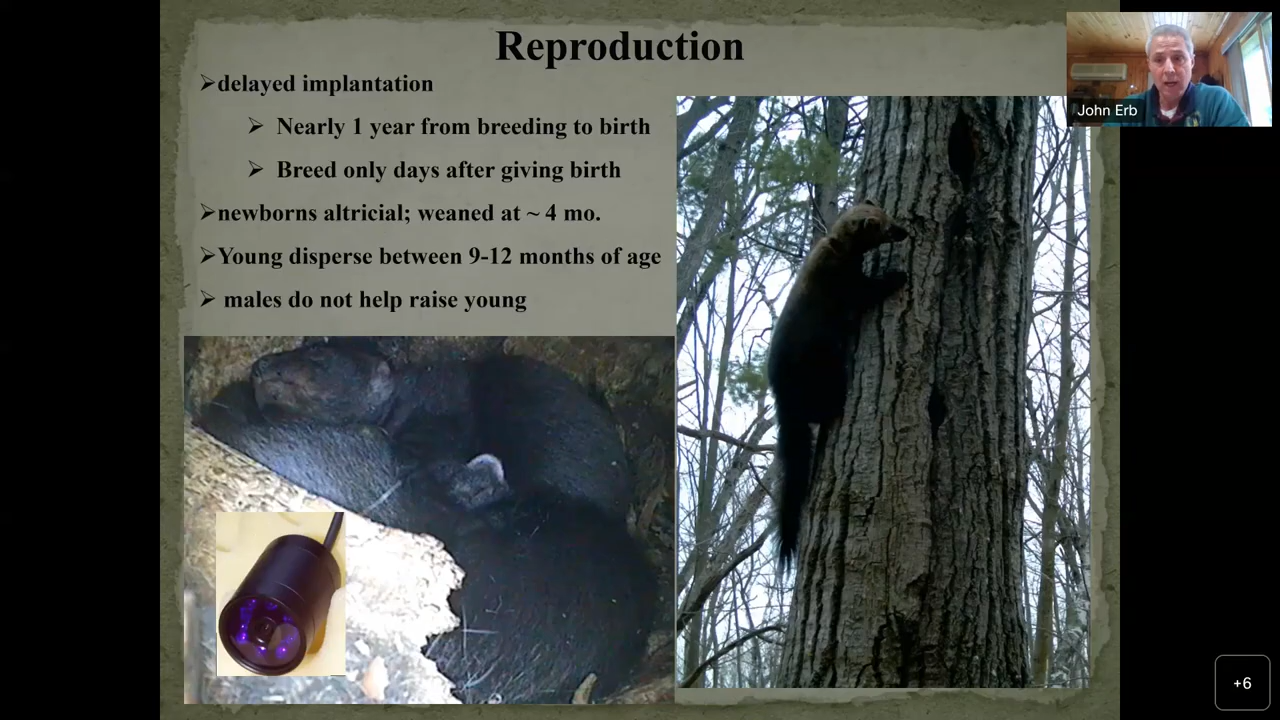 Reproduction
➢delayed implantation
➢ Nearly 1 year from breeding to birth
➢ Breed only days after giving birth
➢newborns altricial; weaned at ~ 4 mo.
➢Young disperse between 9-12 months of age
➢ males do not help raise young
John Erb
+6